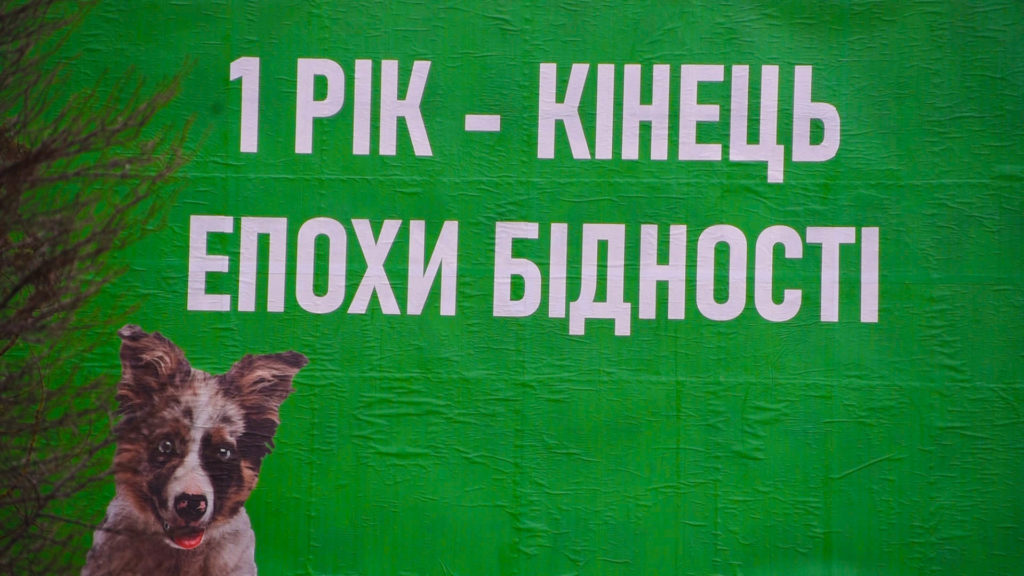 1 РІК - КІНЕЦЬ
ЕПОХИ БІДНОСТІ